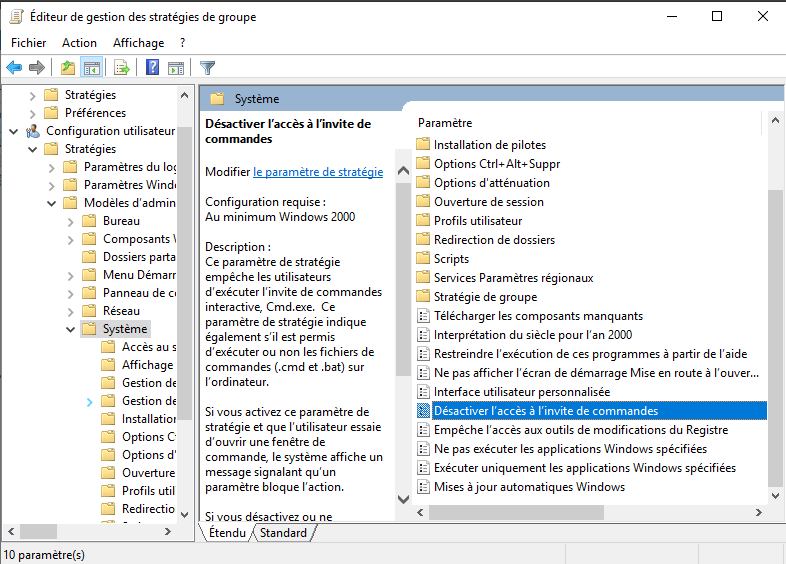 Éditeur de gestion des stratégies de groupe
Fichier Action Affichage ?
Stratégies
Préférences
Configuration utilisateur
Stratégies
Paramètres du log
Paramètres Wind
Modèles d'admin
Bureau
Composants W
Dossiers parta
Menu Démarr
Panneau de co
Réseau
Système
Accès au s
Affichage
Gestion de
Gestion de
Installation
Options Ct
Options d'
Ouverture
Profils util
Redirectio
Système
Désactiver l'accès à l'invite de
commandes
Modifier le paramètre de stratégie
Configuration requise :
Au minimum Windows 2000
Description :
Ce paramètre de stratégie
empêche les utilisateurs
d'exécuter l'invite de commandes
interactive, Cmd.exe. Ce
paramètre de stratégie indique
également s'il est permis
d'exécuter ou non les fichiers de
commandes (.cmd et .bat) sur
l'ordinateur.
Si vous activez ce paramètre de
stratégie et que l'utilisateur essaie
d'ouvrir une fenêtre de
commande, le système affiche un
message signalant qu'un
paramètre bloque l'action.
Si vous désactivez ou ne
Paramètre
Installation de pilotes
Options Ctrl+Alt+Suppr
Options d'atténuation
Ouverture de session
Profils utilisateur
Redirection de dossiers
Scripts
Services Paramètres régionaux
Stratégie de groupe
Télécharger les composants manquants
Interprétation du siècle pour l'an 2000
Restreindre l'exécution de ces programmes à partir de l'aide
Ne pas afficher l'écran de démarrage Mise en route à l'ouver...
Interface utilisateur personnalisée
Désactiver l'accès à l'invite de commandes
Empêche l'accès aux outils de modifications du Registre
Ne pas exécuter les applications Windows spécifiées
Exécuter uniquement les applications Windows spécifiées
Mises à jour automatiques Windows
Étendu Standard
10 paramètre(s)